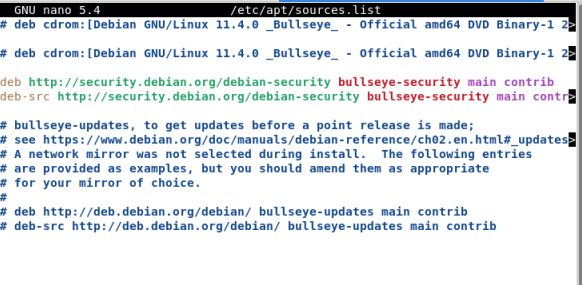 GNU nano 5.4 /etc/apt/sources.list
# deb cdrom:[Debian GNU/Linux 11.4.0 _Bullseye_ - Official amd64 DVD Binary-1 2>
# deb cdrom:[Debian GNU/Linux 11.4.0 _Bullseye_ - Official amd64 DVD Binary-1 2>
deb http://security.debian.org/debian-security bullseye-security main contrib
deb-src http://security.debian.org/debian-security bullseye-security main contr>
# bullseye-updates, to get updates before a point release is made;
# see https://www.debian.org/doc/manuals/debian-reference/ch02.en.html#_updates>
# A network mirror was not selected during install.  The following entries
# are provided as examples, but you should amend them as appropriate
# for your mirror of choice.
#
# deb http://deb.debian.org/debian/ bullseye-updates main contrib
# deb-src http://deb.debian.org/debian/ bullseye-updates main contrib